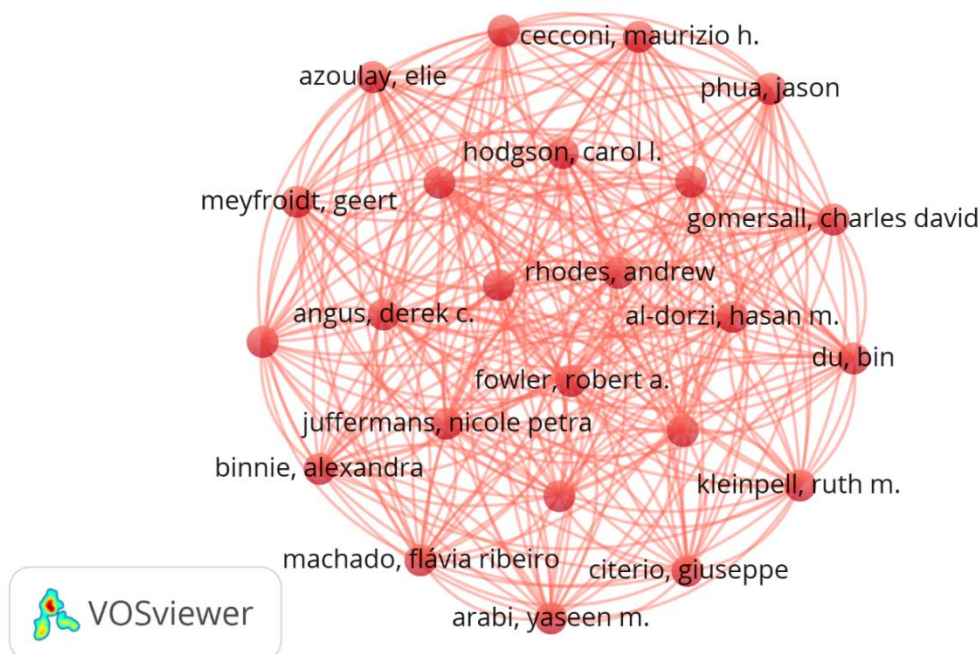 cecconi, maurizio h.
azoulay, elie
phua, jason
hodgson, carol l.
meyfroidt, geert
gomersall, charles david
rhodes, andrew
angus, derek c.
al-dorzi, hasan m.
du, bin
fowler, robert a.
juffermans, nicole petra
binnie, alexandra
kleinpell, ruth m.
machado, flávia ribeiro
citerio, giuseppe
arabi, yaseen m.
VOSviewer